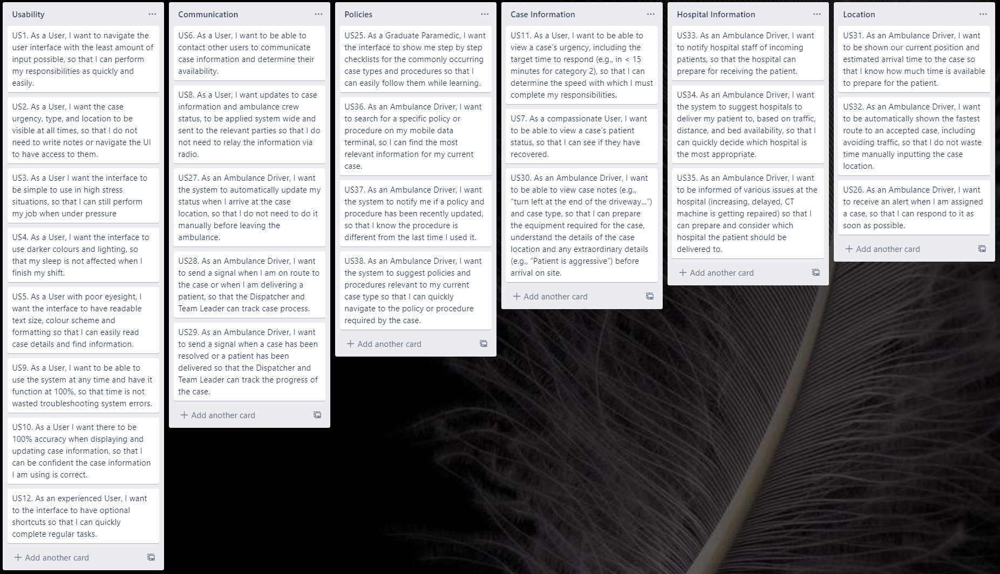 Usability
US1. As a User, I want to navigate the
user interface with the least amount of
input possible, so that I can perform
my responsibilities as quickly and
easily.
US2. As a User, I want the case
urgency, type, and location to be
visible at all times, so that I do not
need to write notes or navigate the UI
to have access to them.
US3. As a User I want the interface to
be simple to use in high stress
situations, so that I can still perform
my job when under pressure
US4. As a User, I want the interface to
use darker colours and lighting, so
that my sleep is not affected when I
finish my shift.
US5. As a User with poor eyesight, I
want the interface to have readable
text size, colour scheme and
formatting so that I can easily read
case details and find information.
US9. As a User, I want to be able to
use the system at any time and have it
function at 100%, so that time is not
wasted troubleshooting system errors.
US10. As a User I want there to be
100% accuracy when displaying and
updating case information, so that I
can be confident the case information
I am using is correct.
US12. As an experienced User, I want
to the interface to have optional
shortcuts so that I can quickly
complete regular tasks.
+ Add another card
Communication
US6. As a User, I want to be able to
contact other users to communicate
case information and determine their
availability.
US8. As a User, I want updates to case
information and ambulance crew
status, to be applied system wide and
sent to the relevant parties so that I do
not need to relay the information via
radio.
US27. As an Ambulance Driver, I want
the system to automatically update my
status when I arrive at the case
location, so that I do not need to do it
manually before leaving the
ambulance.
US28. As an Ambulance Driver, I want
to send a signal when I am on route to
the case or when I am delivering a
patient, so that the Dispatcher and
Team Leader can track case process.
US29. As an Ambulance Driver, I want
to send a signal when a case has been
resolved or a patient has been
delivered so that the Dispatcher and
Team Leader can track the progress of
the case.
+ Add another card
Policies
US25. As a Graduate Paramedic, I want
the interface to show me step by step
checklists for the commonly occurring
case types and procedures so that I
can easily follow them while learning.
US36. As an Ambulance Driver, I want
to search for a specific policy or
procedure on my mobile data
terminal, so I can find the most
relevant information for my current
case.
US37. As an Ambulance Driver, I want
the system to notify me if a policy and
procedure has been recently updated,
so that I know the procedure is
different from the last time I used it.
US38. As an Ambulance Driver, I want
the system to suggest policies and
procedures relevant to my current
case type so that I can quickly
navigate to the policy or procedure
required by the case.
+ Add another card
Case Information
US11. As a User, I want to be able to
view a case's urgency, including the
target time to respond (e.g., in < 15
minutes for category 2), so that I can
determine the speed with which I must
complete my responsibilities.
US7. As a compassionate User, I want
to be able to view a case's patient
status, so that I can see if they have
recovered.
US30. As an Ambulance Driver, I want
to be able to view case notes (e.g.,
“turn left at the end of the driveway…”)
and case type, so that I can prepare
the equipment required for the case,
understand the details of the case
location and any extraordinary details
(e.g., “Patient is aggressive”) before
arrival on site.
+ Add another card
Hospital Information
US33. As an Ambulance Driver, I want
to notify hospital staff of incoming
patients, so that the hospital can
prepare for receiving the patient.
US34. As an Ambulance Driver, I want
the system to suggest hospitals to
deliver my patient to, based on traffic,
distance, and bed availability, so that I
can quickly decide which hospital is
the most appropriate.
US35. As an Ambulance Driver, I want
to be informed of various issues at the
hospital (increasing, delayed, CT
machine is getting repaired) so that I
can prepare and consider which
hospital the patient should be
delivered to.
+ Add another card
Location
US31. As an Ambulance Driver, I want
to be shown our current position and
estimated arrival time to the case so
that I know how much time is available
to prepare for the patient.
US32. As an Ambulance Driver, I want
to be automatically shown the fastest
route to an accepted case, including
avoiding traffic, so that I do not waste
time manually inputting the case
location.
US26. As an Ambulance Driver, I want
to receive an alert when I am assigned
a case, so that I can respond to it as
soon as possible.
+ Add another card